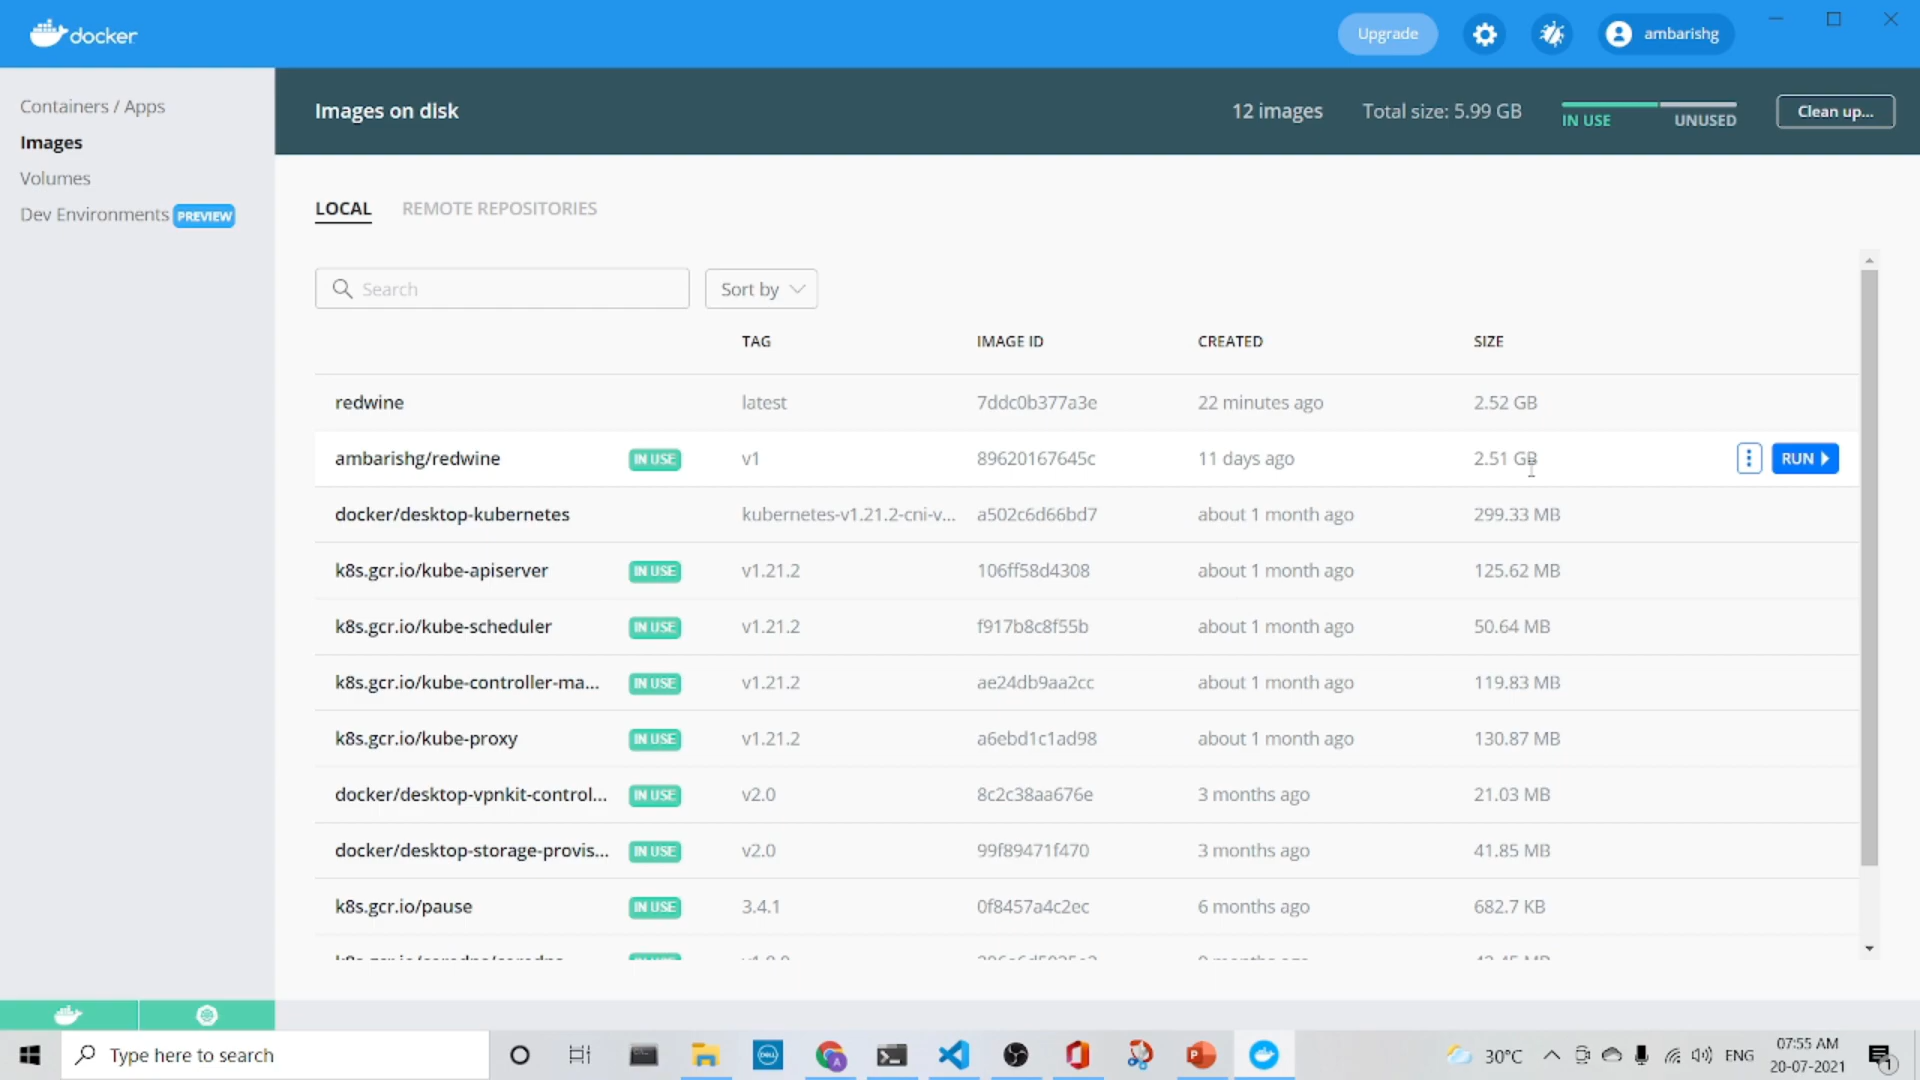 docker
Upgrade
ambarishg
Containers / Apps
Images
Volumes
Dev Environments PREVIEW
Images on disk
12 images
Total size: 5.99 GB
IN USE
UNUSED
Clean up...
LOCAL
REMOTE REPOSITORIES
Search
Sort by
TAG IMAGE ID CREATED SIZE
redwine latest 7ddc0b377a3e 22 minutes ago 2.52 GB
ambarishg/redwine IN USE v1 89620167645c 11 days ago 2.51 GB RUN
docker/desktop-kubernetes kubernetes-v1.21.2-cni-v... a502c6d66bd7 about 1 month ago 299.33 MB
k8s.gcr.io/kube-apiserver IN USE v1.21.2 106ff58d4308 about 1 month ago 125.62 MB
k8s.gcr.io/kube-scheduler IN USE v1.21.2 f917b8c8f55b about 1 month ago 50.64 MB
k8s.gcr.io/kube-controller-ma... IN USE v1.21.2 ae24db9aa2cc about 1 month ago 119.83 MB
k8s.gcr.io/kube-proxy IN USE v1.21.2 a6ebd1c1ad98 about 1 month ago 130.87 MB
docker/desktop-vpnkit-control... IN USE v2.0 8c2c38aa676e 3 months ago 21.03 MB
docker/desktop-storage-provis... IN USE v2.0 99f89471f470 3 months ago 41.85 MB
k8s.gcr.io/pause IN USE 3.4.1 0f8457a4c2ec 6 months ago 682.7 KB
Type here to search
DELL
30°C
ENG
07:55 AM
20-07-2021
1